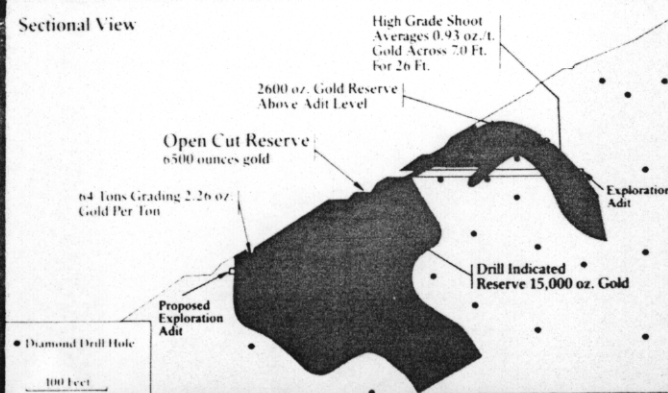 Sectional View
High Grade Shoot
Averages 0.93 oz./t.
Gold Across 7.0 Ft.
For 26 Ft.
2600 oz. Gold Reserve
Above Adit Level
Open Cut Reserve
6500 ounces gold
64 Tons Grading 2.26 oz.
Gold Per Ton
Exploration
Adit
Drill Indicated
Reserve 15,000 oz. Gold
Proposed
Exploration
Adit
Diamond Drill Hole
100 Feet